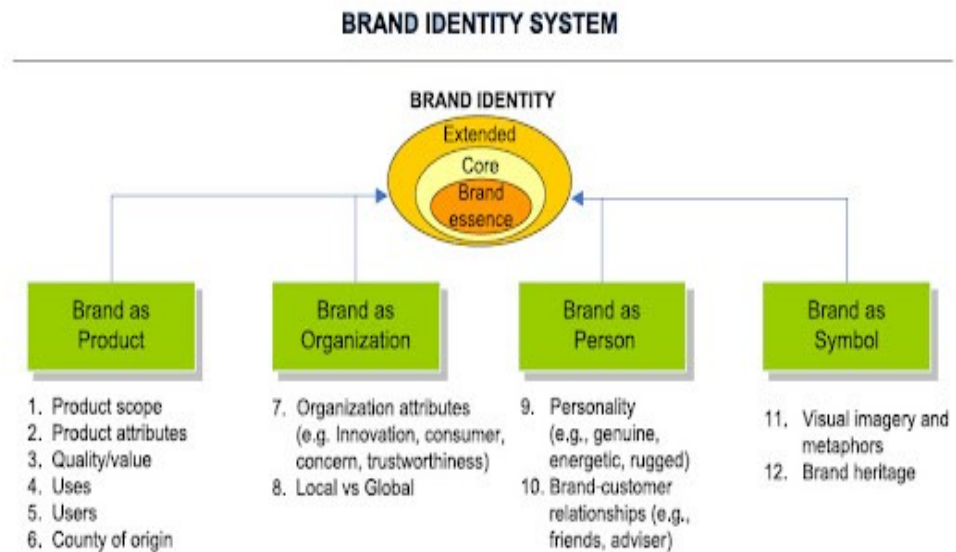 BRAND IDENTITY SYSTEM
BRAND IDENTITY
Extended
Core
Brand
essence
Brand as
Product
Brand as
Organization
Brand as
Person
Brand as
Symbol
1. Product scope
2. Product attributes
3. Quality/value
4. Uses
5. Users
6. County of origin
7. Organization attributes
(e.g. Innovation, consumer,
concern, trustworthiness)
8. Local vs Global
9. Personality
(e.g., genuine,
energetic, rugged)
10. Brand-customer
relationships (e.g.,
friends, adviser)
11. Visual imagery and
metaphors
12. Brand heritage